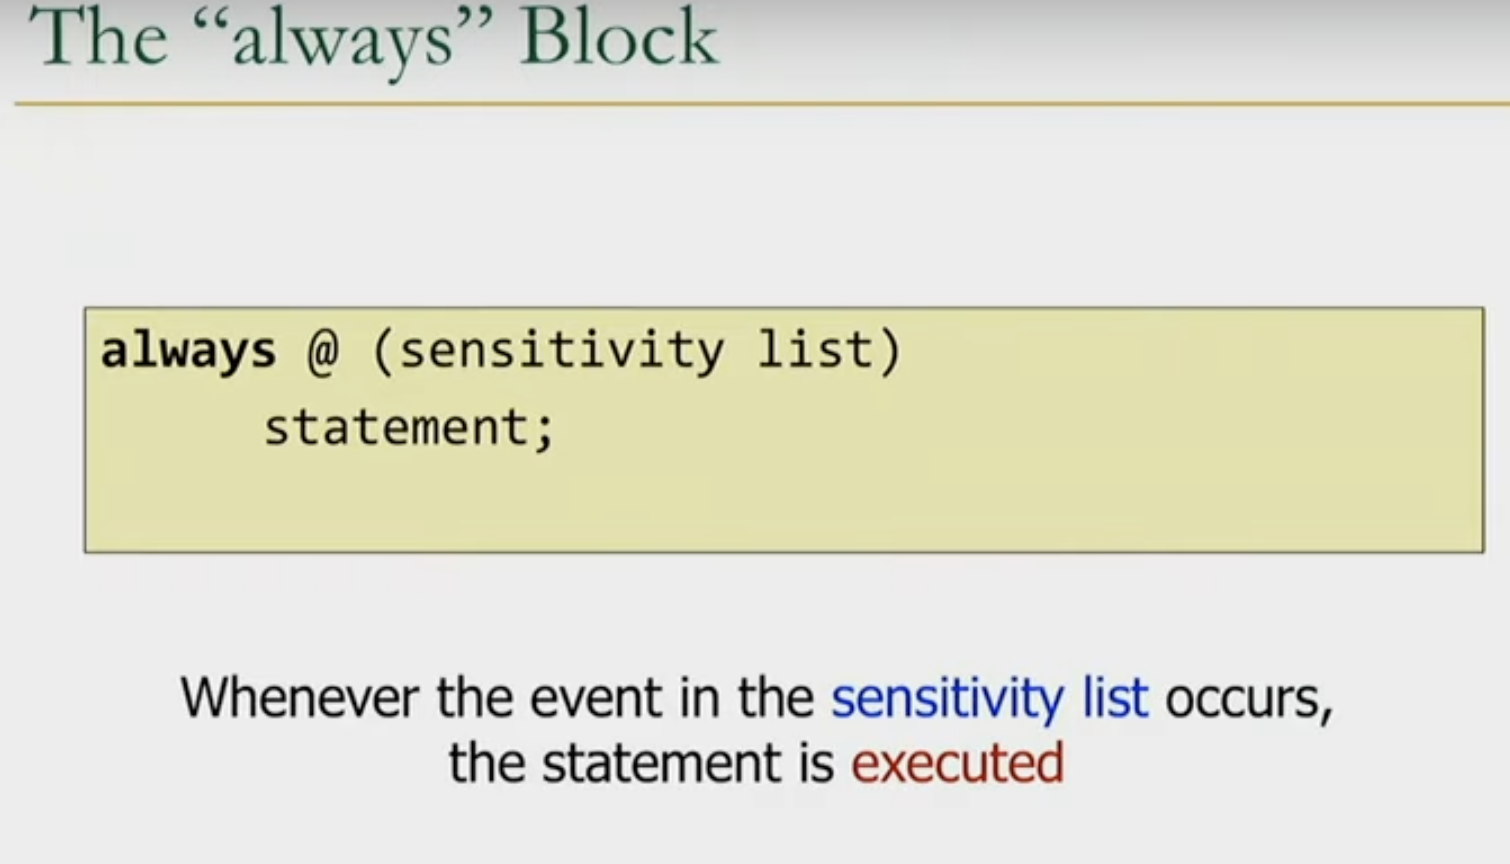 The “always” Block
always @ (sensitivity list)
statement;
Whenever the event in the sensitivity list occurs,
the statement is executed